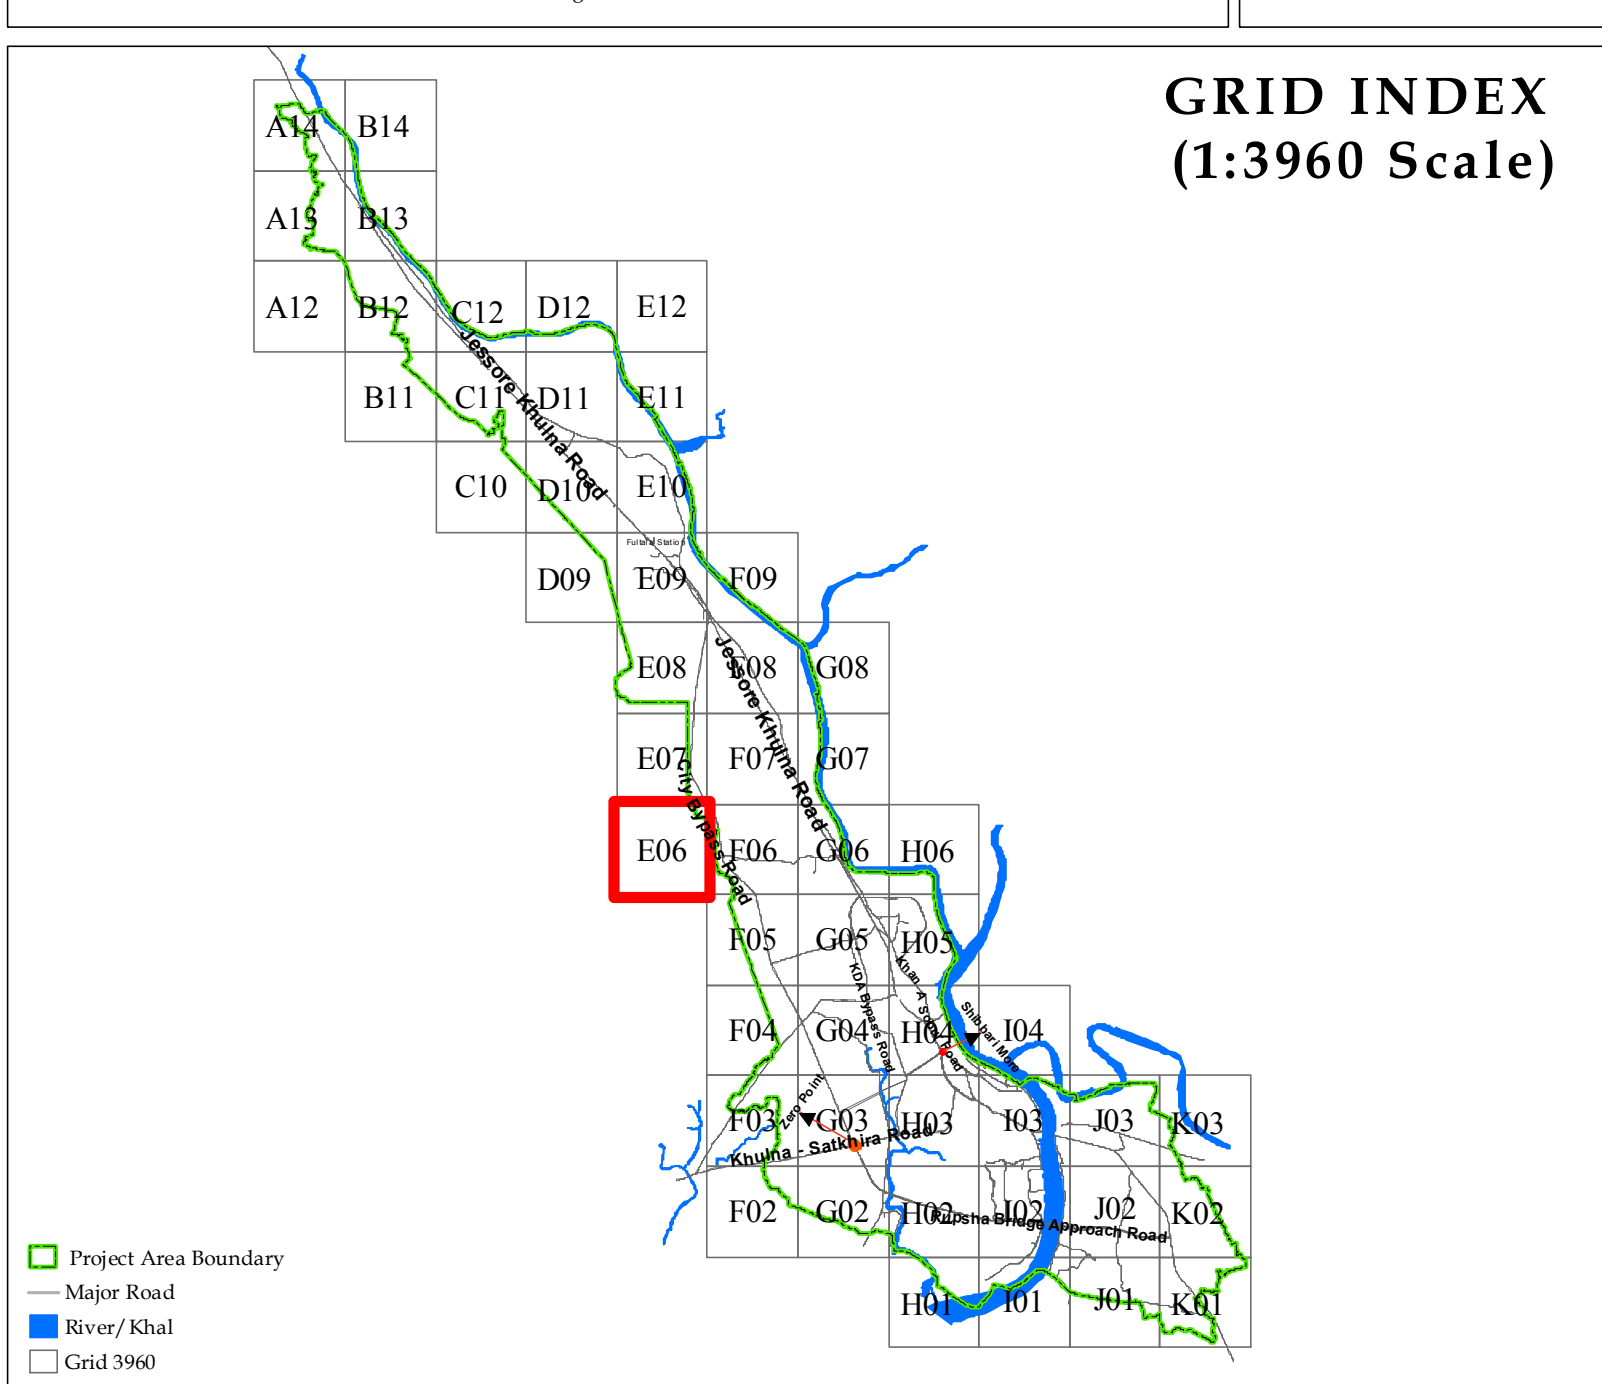 GRID INDEX
(1:3960 Scale)
A14
B14
A13
B13
A12
B12
C12
D12
E12
Jessore Khulna Road
B11
C11
D11
E11
C10
D10
E10
Fultala Station
D09
E09
F09
Jessore Khulna Road
E08
F08
G08
E07
F07
G07
City Bypass Road
E06
F06
G06
H06
F05
G05
H05
KDA Bypass Road
Shibbari More
F04
G04
H04
I04
Zero Point
F03
G03
H03
I03
J03
K03
Khulna - Satkhira Road
F02
G02
H02
I02
J02
K02
Rupsha Bridge Approach Road
H01
I01
J01
K01
Project Area Boundary
Major Road
River/Khal
Grid 3960